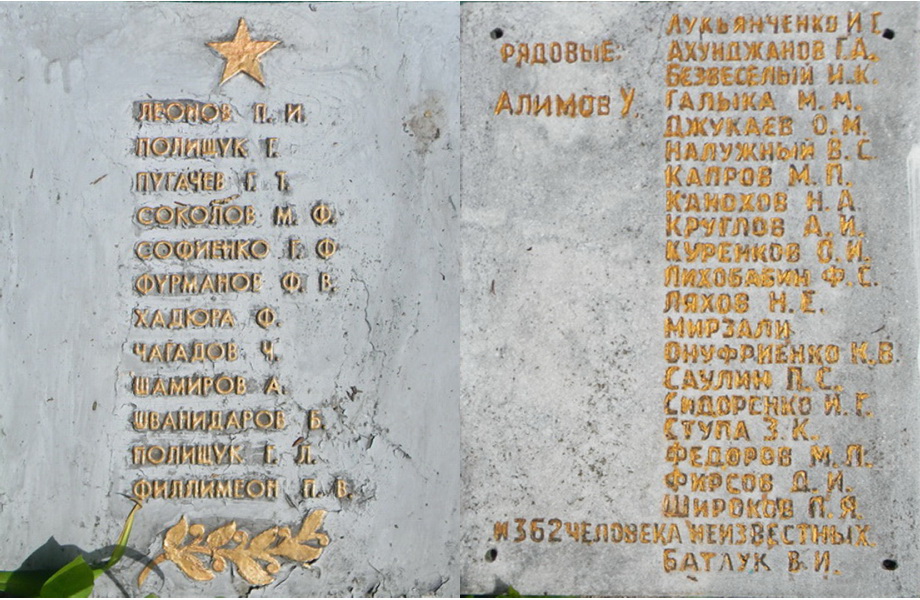 ЛЕОНОВ П. И.
ПОЛИЩУК Г.
ПУГАЧЕВ Г. Т.
СОКОЛОВ М. Ф.
СОФИЕНКО Г. Ф
ФУРМАНОВ Ф. В.
ХАДЮРА Ф.
ЧАГАДОВ Ч.
ШАМИРОВ А.
ШВАНИДАРОВ Б.
ПОЛИЩУК Г. Л.
ФИЛЛИМЕОН П. В.
РЯДОВЫЕ:
АЛИМОВ У.
ЛУКЬЯНЧЕНКО И Г.
АХУНДЖАНОВ Г.А.
БЕЗВЕСЕЛЫЙ И.К.
ГАЛЫКА М. М.
ДЖУКАЕВ О. М.
НАЛУЖНЫЙ В. С.
КАПРОВ М. П.
КАНОХОВ Н. А
КРУГЛОВ А. И.
КУРЕНКОВ О. И.
ЛИХОБАБИН Ф. С.
ЛЯХОВ Н. Е.
МИРЗАЛИ
ОНУФРИЕНКО Н.В.
САУЛИН П. С.
СИДОРЕНКО И. Г.
СТУПА З. К.
ФЕДОРОВ М. П.
ФИРСОВ Д. И.
ШИРОКОВ П. Я.
и 362 ЧЕЛОВЕКА НЕИЗВЕСТНЫХ.
БАТЛУК В. И.